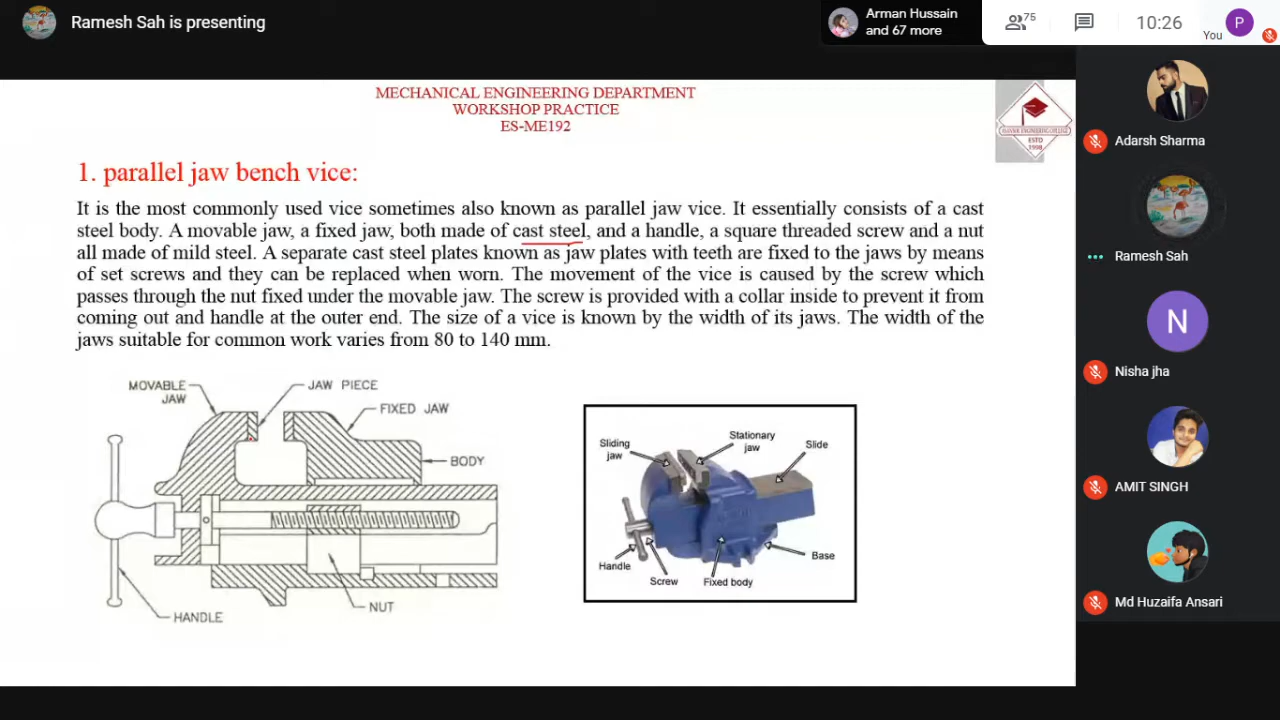 Ramesh Sah is presenting
Arman Hussain
and 67 more
75
10:26
You
P
MECHANICAL ENGINEERING DEPARTMENT
WORKSHOP PRACTICE
ES-ME192
ESTD
1998
1. parallel jaw bench vice:
It is the most commonly used vice sometimes also known as parallel jaw vice. It essentially consists of a cast
steel body. A movable jaw, a fixed jaw, both made of cast steel, and a handle, a square threaded screw and a nut
all made of mild steel. A separate cast steel plates known as jaw plates with teeth are fixed to the jaws by means
of set screws and they can be replaced when worn. The movement of the vice is caused by the screw which
passes through the nut fixed under the movable jaw. The screw is provided with a collar inside to prevent it from
coming out and handle at the outer end. The size of a vice is known by the width of its jaws. The width of the
jaws suitable for common work varies from 80 to 140 mm.
MOVABLE
JAW
JAW PIECE
FIXED JAW
BODY
NUT
HANDLE
Sliding
jaw
Stationary
jaw
Slide
Handle
Screw
Fixed body
Base
Adarsh Sharma
Ramesh Sah
N
Nisha jha
AMIT SINGH
Md Huzaifa Ansari